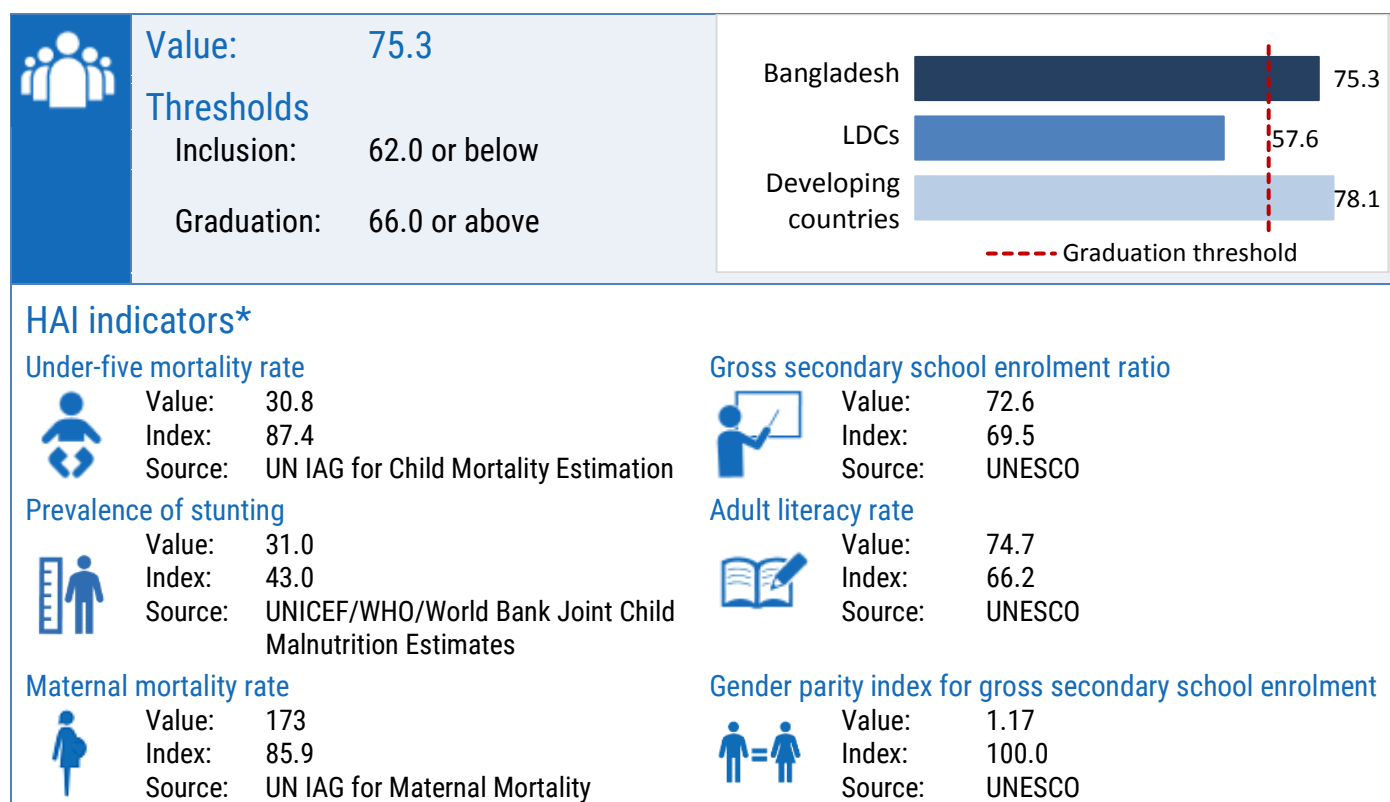 Value: 75.3
Thresholds
Inclusion: 62.0 or below
Graduation: 66.0 or above
Bangladesh 75.3
LDCs 57.6
Developing
countries 78.1
Graduation threshold
HAI indicators*
Under-five mortality rate
Value: 30.8
Index: 87.4
Source: UN IAG for Child Mortality Estimation
Gross secondary school enrolment ratio
Value: 72.6
Index: 69.5
Source: UNESCO
Prevalence of stunting
Value: 31.0
Index: 43.0
Source: UNICEF/WHO/World Bank Joint Child
Malnutrition Estimates
Adult literacy rate
Value: 74.7
Index: 66.2
Source: UNESCO
Maternal mortality rate
Value: 173
Index: 85.9
Source: UN IAG for Maternal Mortality
Gender parity index for gross secondary school enrolment
Value: 1.17
Index: 100.0
Source: UNESCO